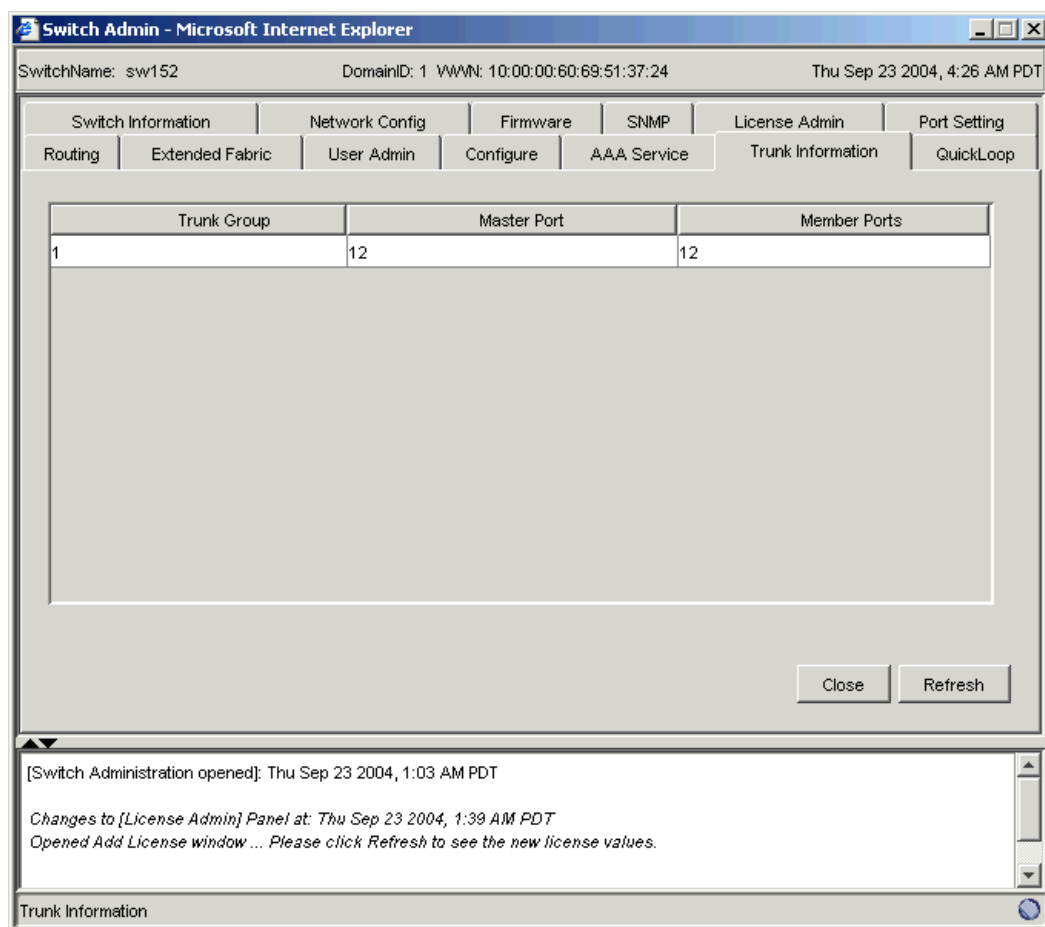 Switch Admin - Microsoft Internet Explorer
SwitchName: sw152 DomainID: 1 WWN: 10:00:00:60:69:51:37:24 Thu Sep 23 2004, 4:26 AM PDT
Switch Information Network Config Firmware SNMP License Admin Port Setting
Routing Extended Fabric User Admin Configure AAA Service Trunk Information QuickLoop
Trunk Group Master Port Member Ports
1 12 12
Close Refresh
[Switch Administration opened]: Thu Sep 23 2004, 1:03 AM PDT
Changes to [License Admin] Panel at: Thu Sep 23 2004, 1:39 AM PDT
Opened Add License window ... Please click Refresh to see the new license values.
Trunk Information